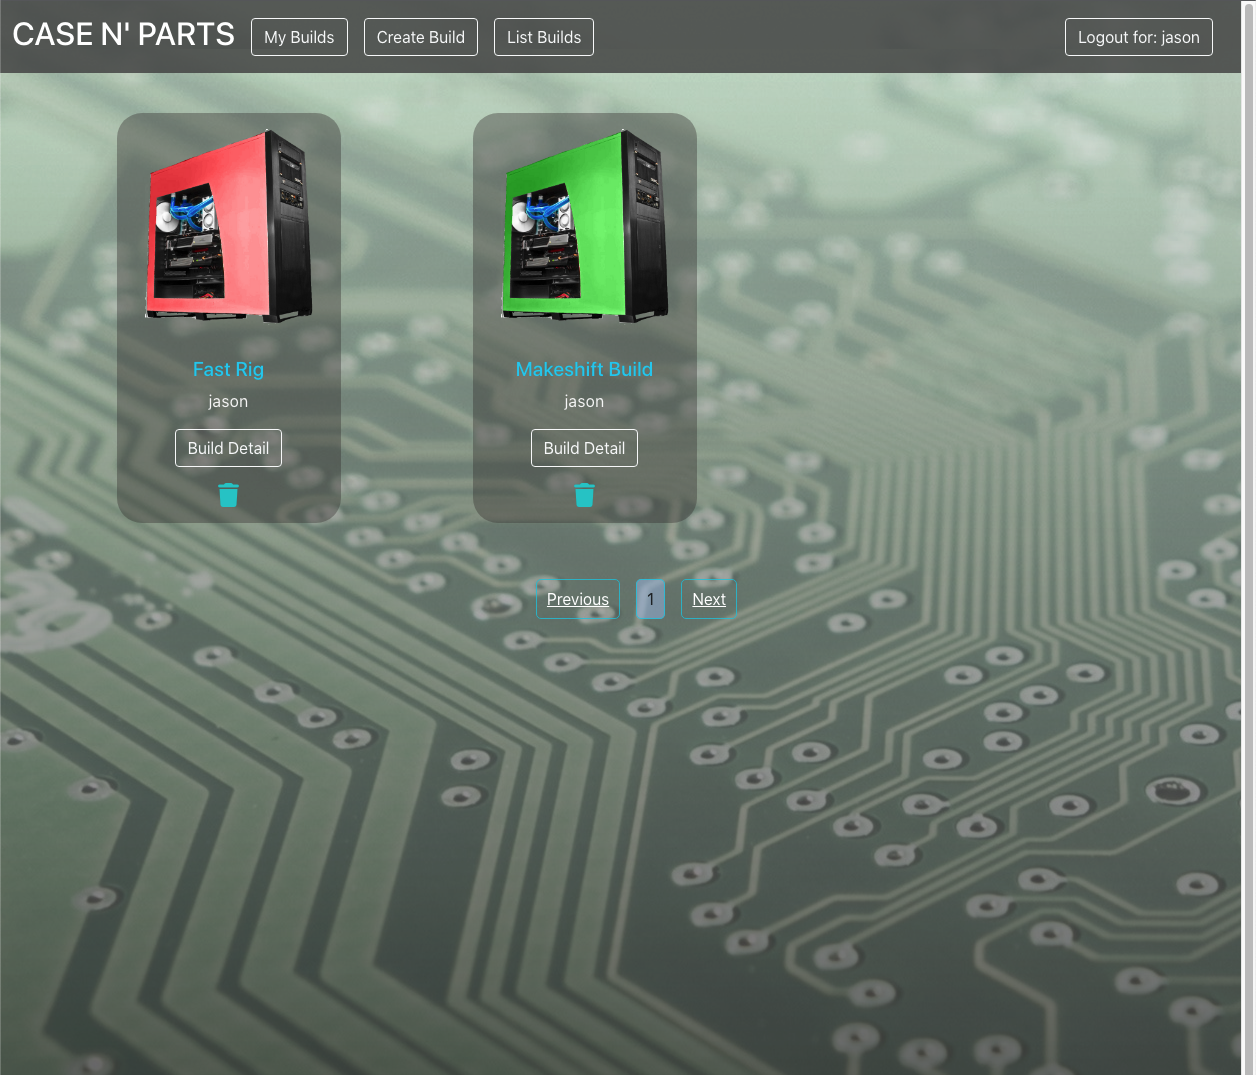 CASE N' PARTS
My Builds
Create Build
List Builds
Logout for: jason
Fast Rig
jason
Build Detail
Makeshift Build
jason
Build Detail
Previous
1
Next